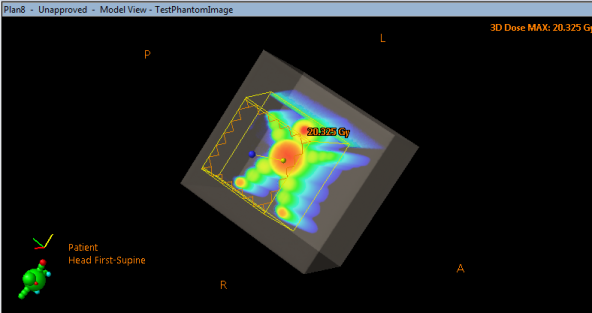 Plan8 - Unapproved - Model View - TestPhantomImage
3D Dose MAX: 20.325 Gy
L
P
20.325 Gy
Patient
Head First-Supine
A
R